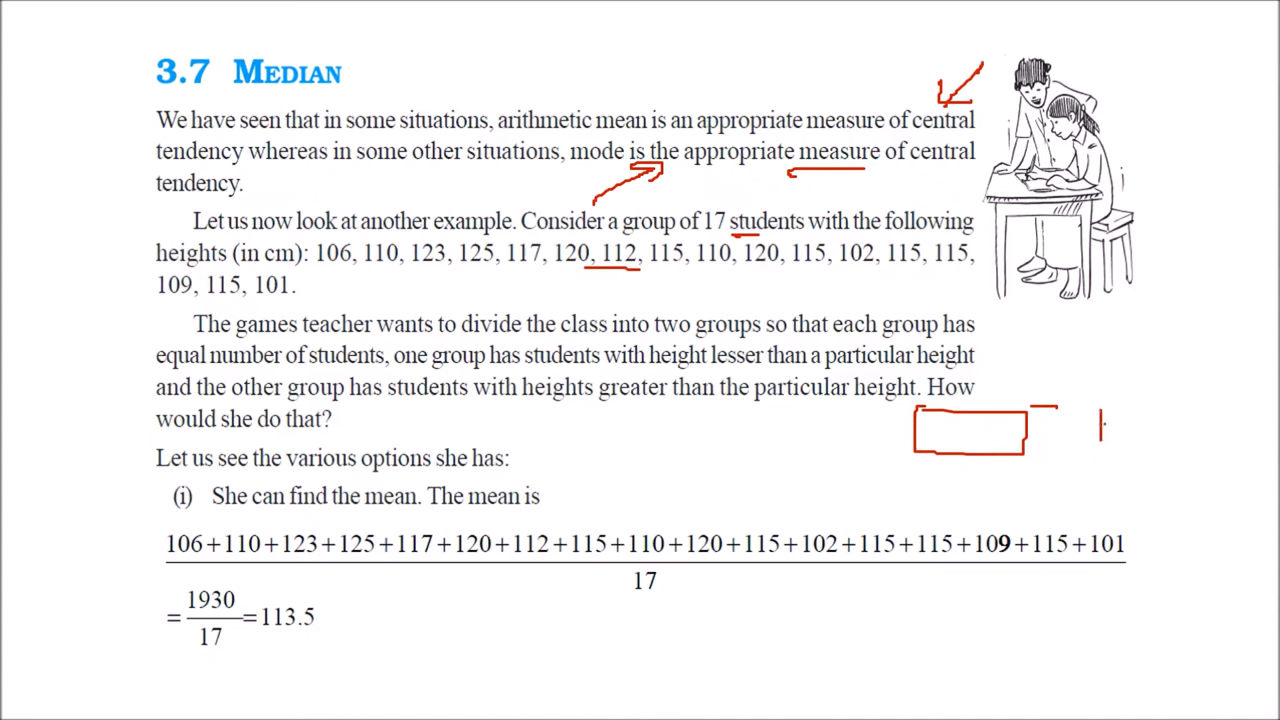 3.7 MEDIAN
We have seen that in some situations, arithmetic mean is an appropriate measure of central
tendency whereas in some other situations, mode is the appropriate measure of central
tendency.
Let us now look at another example. Consider a group of 17 students with the following
heights (in cm): 106, 110, 123, 125, 117, 120, 112, 115, 110, 120, 115, 102, 115, 115,
109, 115, 101.
The games teacher wants to divide the class into two groups so that each group has
equal number of students, one group has students with height lesser than a particular height
and the other group has students with heights greater than the particular height. How
would she do that?
Let us see the various options she has:
(i) She can find the mean. The mean is
106+110+123+125+117+120+112+115+110+120+115+102+115+115+109+115+101
17
= 1930/17 = 113.5